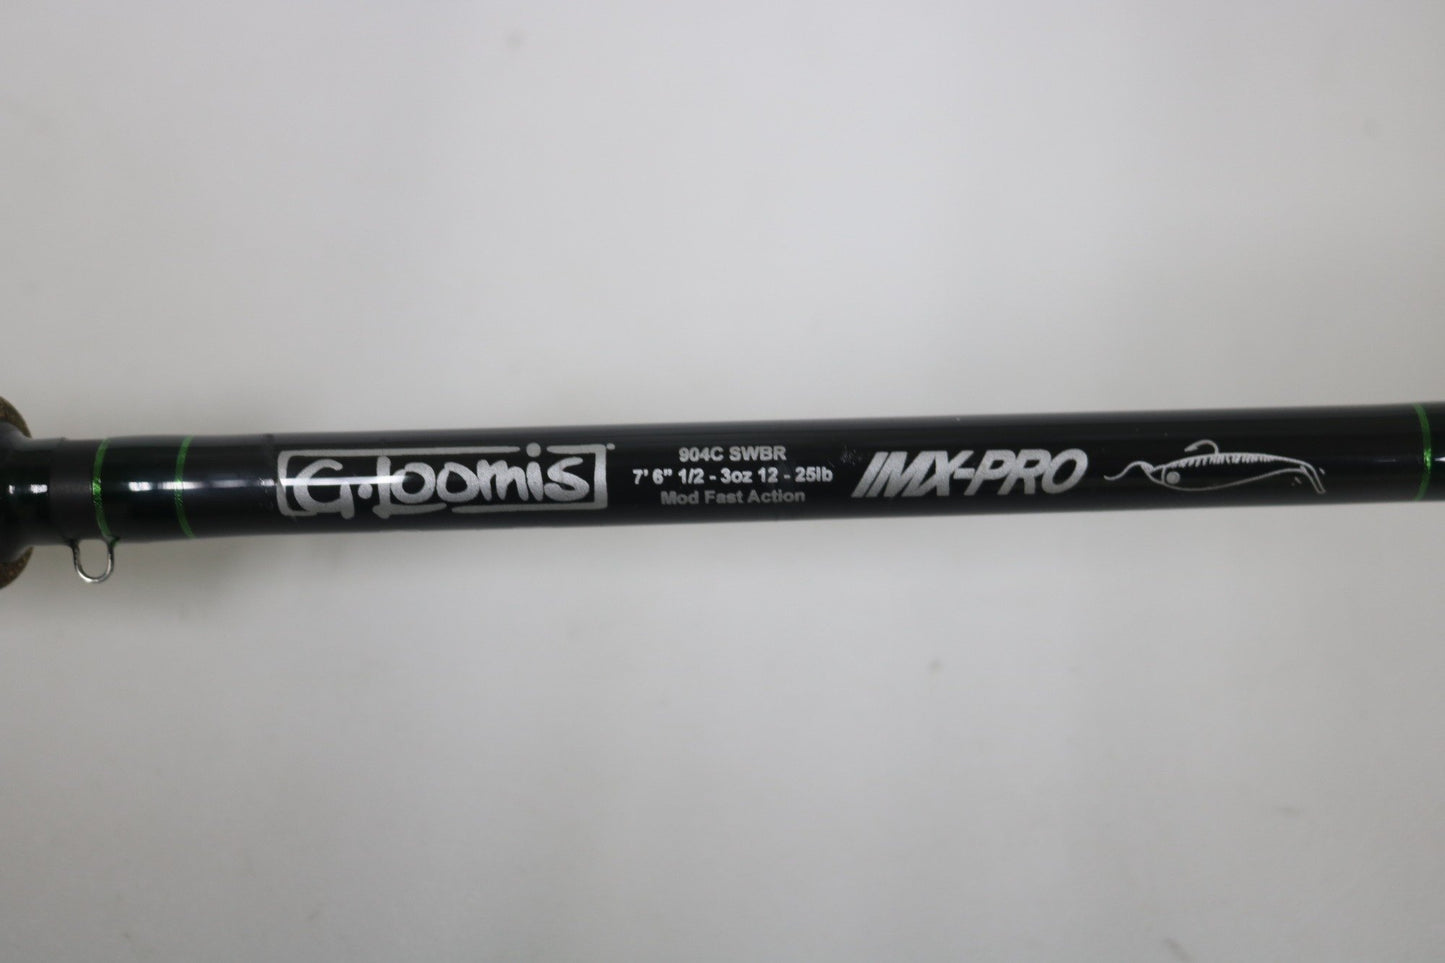 G.Loomis
904C SWBR
7' 6" 1/2 - 3oz 12 - 25lb
Mod Fast Action
IMX-PRO